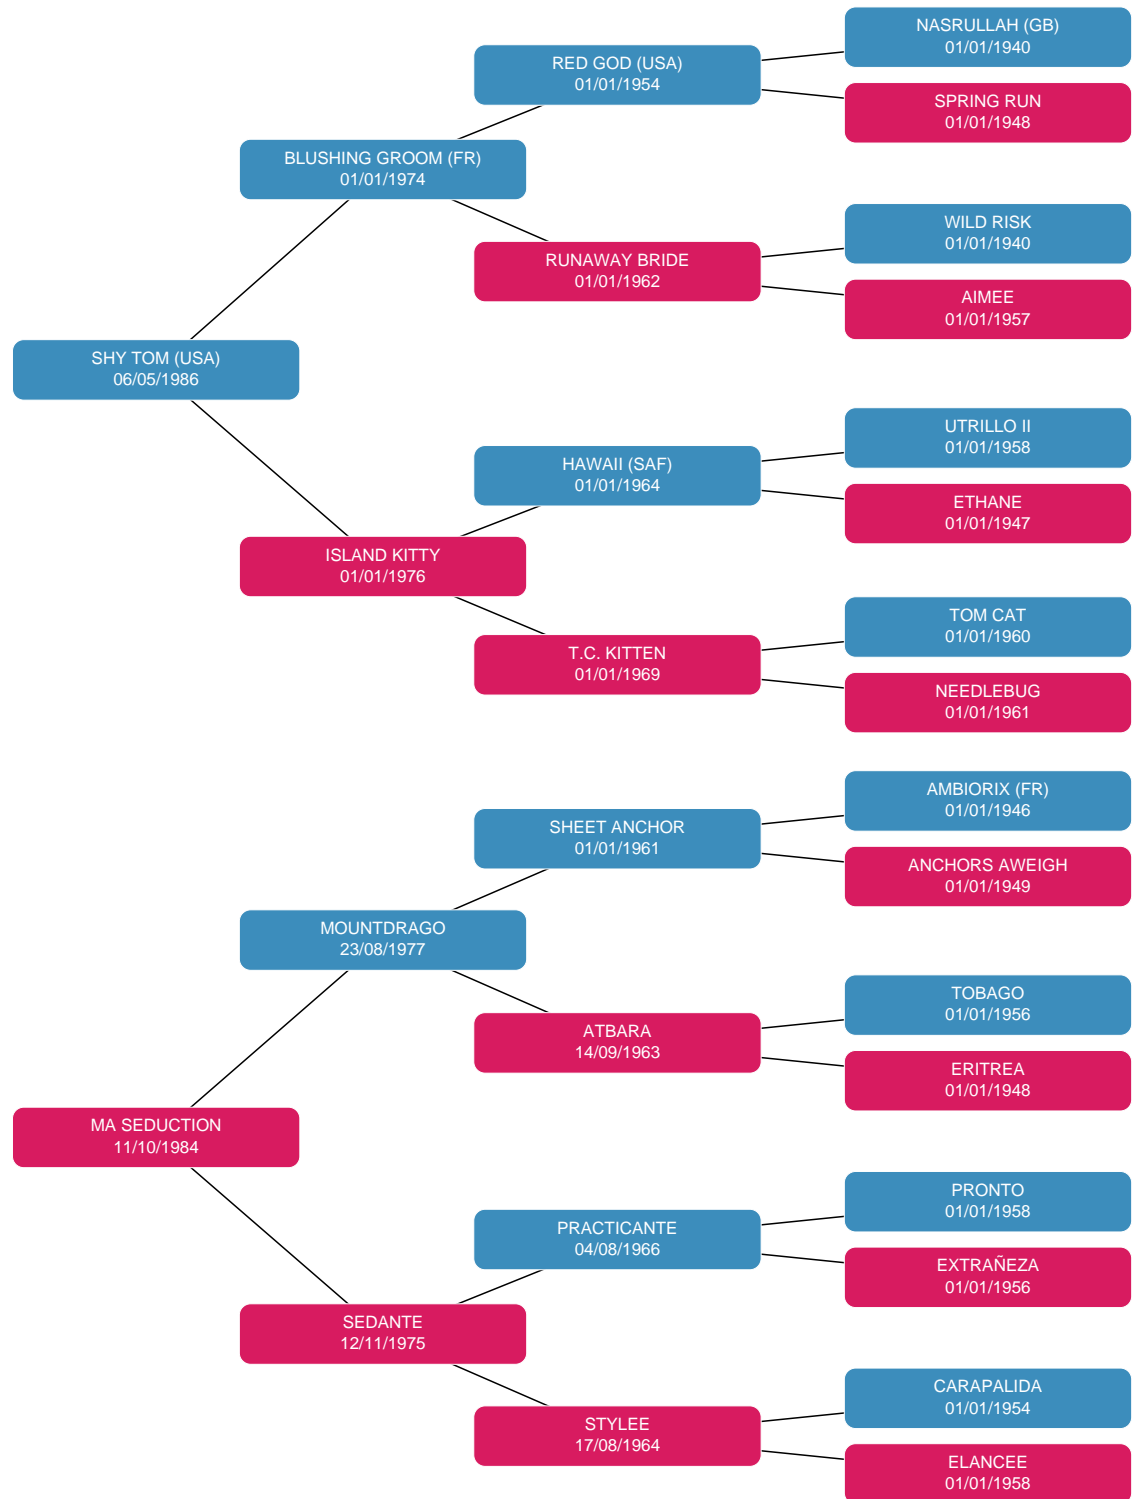 NASRULLAH (GB)
01/01/1940
RED GOD (USA)
01/01/1954
SPRING RUN
01/01/1948
BLUSHING GROOM (FR)
01/01/1974
WILD RISK
01/01/1940
RUNAWAY BRIDE
01/01/1962
AIMEE
01/01/1957
SHY TOM (USA)
06/05/1986
UTRILLO II
01/01/1958
HAWAII (SAF)
01/01/1964
ETHANE
01/01/1947
ISLAND KITTY
01/01/1976
TOM CAT
01/01/1960
T.C. KITTEN
01/01/1969
NEEDLEBUG
01/01/1961
AMBIORIX (FR)
01/01/1946
SHEET ANCHOR
01/01/1961
ANCHORS AWEIGH
01/01/1949
MOUNTDRAGO
23/08/1977
TOBAGO
01/01/1956
ATBARA
14/09/1963
ERITREA
01/01/1948
MA SEDUCTION
11/10/1984
PRONTO
01/01/1958
PRACTICANTE
04/08/1966
EXTRAÑEZA
01/01/1956
SEDANTE
12/11/1975
CARAPALIDA
01/01/1954
STYLEE
17/08/1964
ELANCEE
01/01/1958